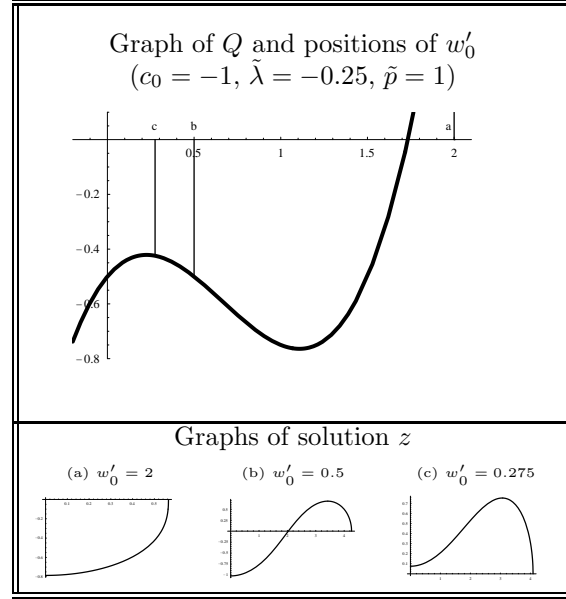 Graph of Q and positions of w′₀
(c₀ = −1, λ̃ = −0.25, p̃ = 1)
c b a
0.5 1 1.5 2
−0.2
−0.4
−0.6
−0.8
Graphs of solution z
(a) w′₀ = 2 (b) w′₀ = 0.5 (c) w′₀ = 0.275